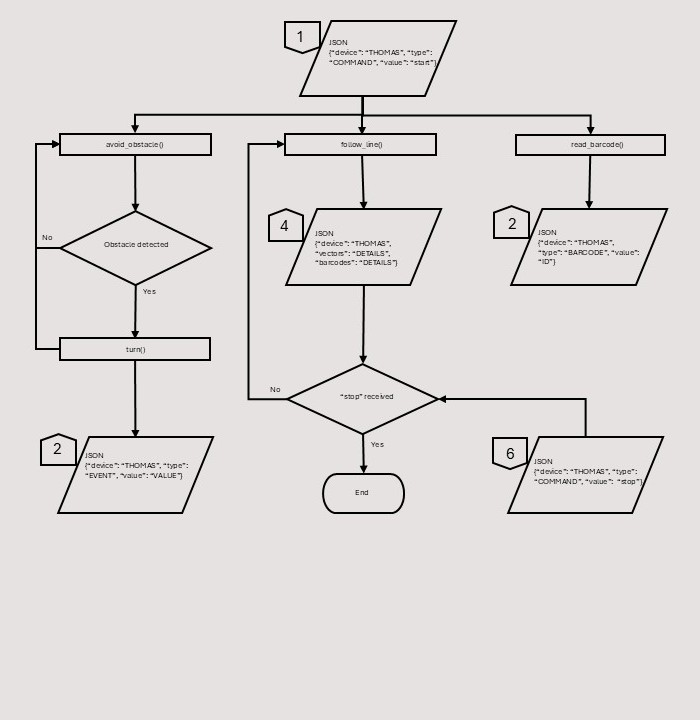 1
JSON
{“device”: “THOMAS”, “type”:
“COMMAND”, “value”: “start”}
avoid_obstacle()
follow_line()
read_barcode()
4
JSON
{“device”: “THOMAS”,
“vectors”: “DETAILS”,
“barcodes”: “DETAILS”}
2
JSON
{“device”: “THOMAS”,
“type”: “BARCODE”, “value”:
“ID”}
No
Obstacle detected
Yes
turn()
No
“stop” received
Yes
2
JSON
{“device”: “THOMAS”, “type”:
“EVENT”, “value”: “VALUE”}
End
6
JSON
{“device”: “THOMAS”, “type”:
“COMMAND”, “value”: “stop”}